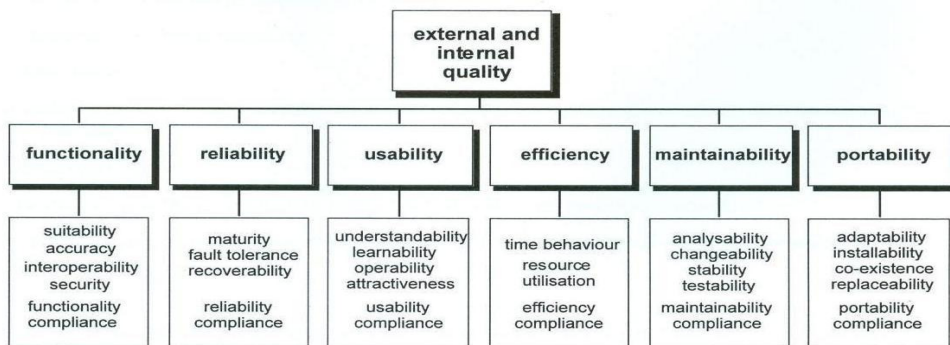 external and
internal
quality
functionality
reliability
usability
efficiency
maintainability
portability
suitability
accuracy
interoperability
security
functionality
compliance
maturity
fault tolerance
recoverability
reliability
compliance
understandability
learnability
operability
attractiveness
usability
compliance
time behaviour
resource
utilisation
efficiency
compliance
analysability
changeability
stability
testability
maintainability
compliance
adaptability
installability
co-existence
replaceability
portability
compliance